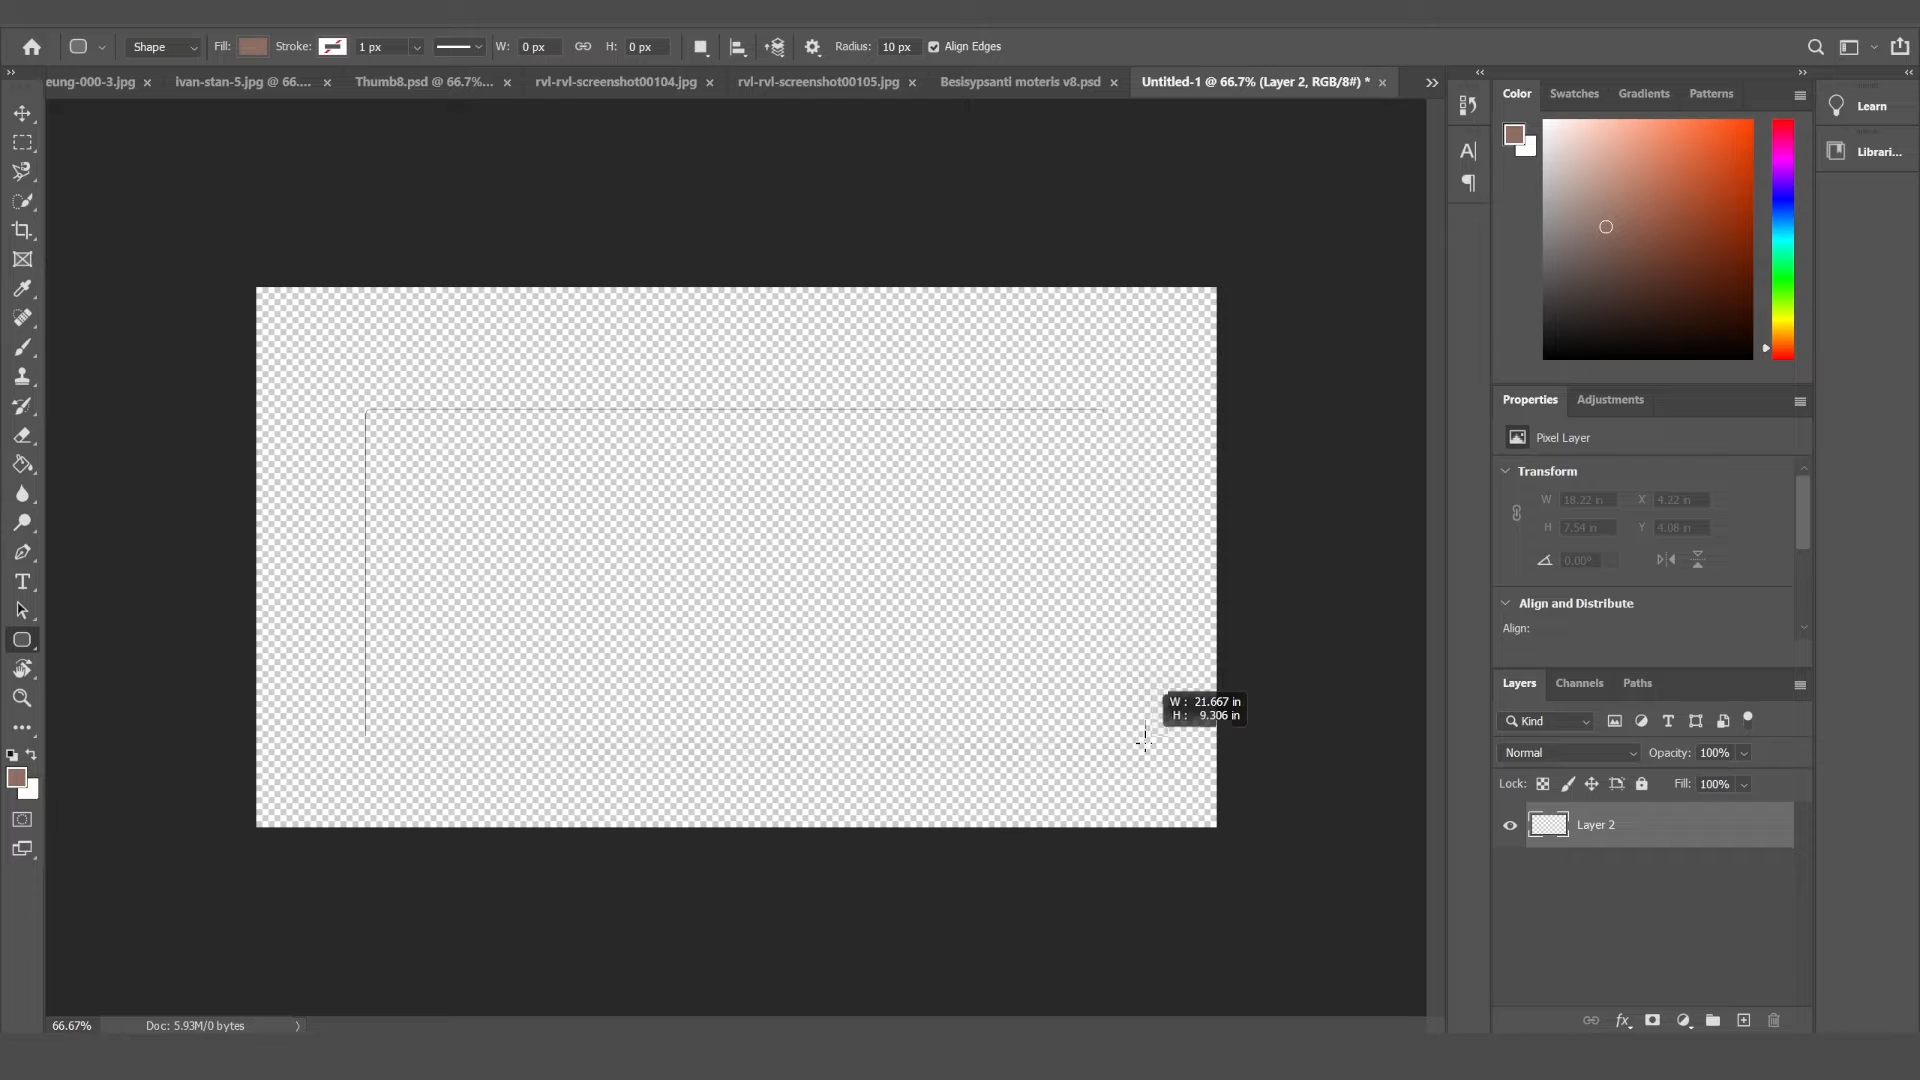 Shape
Fill:
Stroke:
1 px
W: 0 px
H: 0 px
Radius: 10 px
Align Edges
eung-000-3.jpg
ivan-stan-5.jpg @ 66....
Thumb8.psd @ 66.7%...
rvl-rvl-screenshot00104.jpg
rvl-rvl-screenshot00105.jpg
Besisypsanti moteris v8.psd
Untitled-1 @ 66.7% (Layer 2, RGB/8#) *
Color
Swatches
Gradients
Patterns
Learn
Librari...
Properties
Adjustments
Pixel Layer
Transform
W 18.22 in X 4.22 in
H 7.54 in Y 4.08 in
0.00°
Align and Distribute
Align:
W : 21.667 in
H : 9.306 in
Layers
Channels
Paths
Kind
Normal
Opacity: 100%
Lock:
Fill: 100%
Layer 2
66.67%
Doc: 5.93M/0 bytes